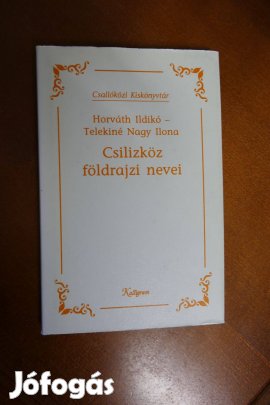 Csallóközi Kiskönyvtár
Horváth Ildikó –
Telekiné Nagy Ilona
Csilizköz
földrajzi nevei
Kalligram
Jófogás